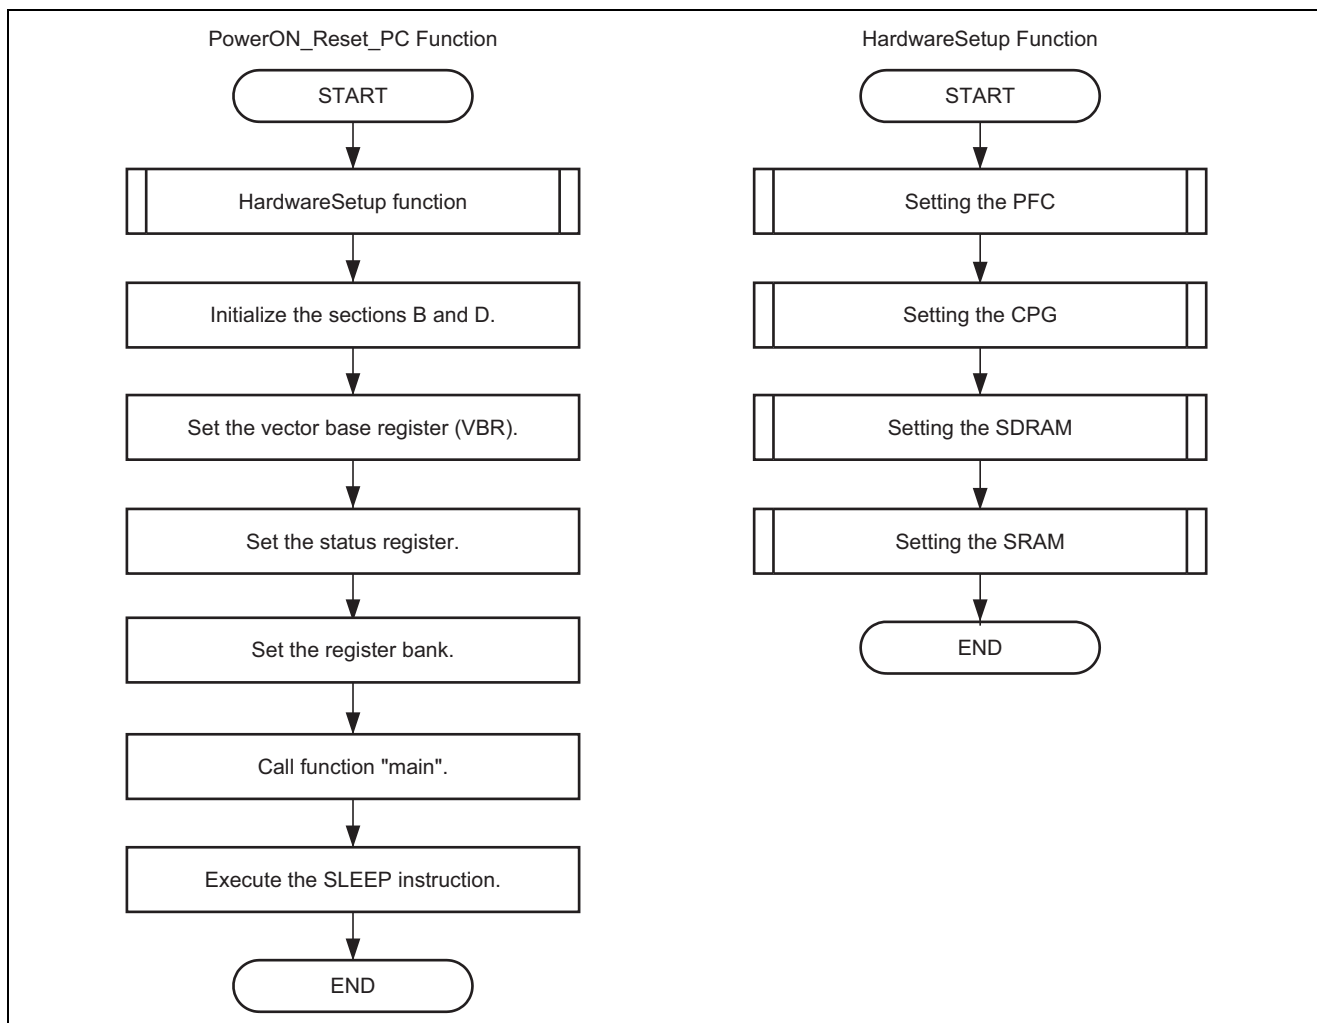 PowerON_Reset_PC Function
START
HardwareSetup function
Initialize the sections B and D.
Set the vector base register (VBR).
Set the status register.
Set the register bank.
Call function "main".
Execute the SLEEP instruction.
END
HardwareSetup Function
START
Setting the PFC
Setting the CPG
Setting the SDRAM
Setting the SRAM
END